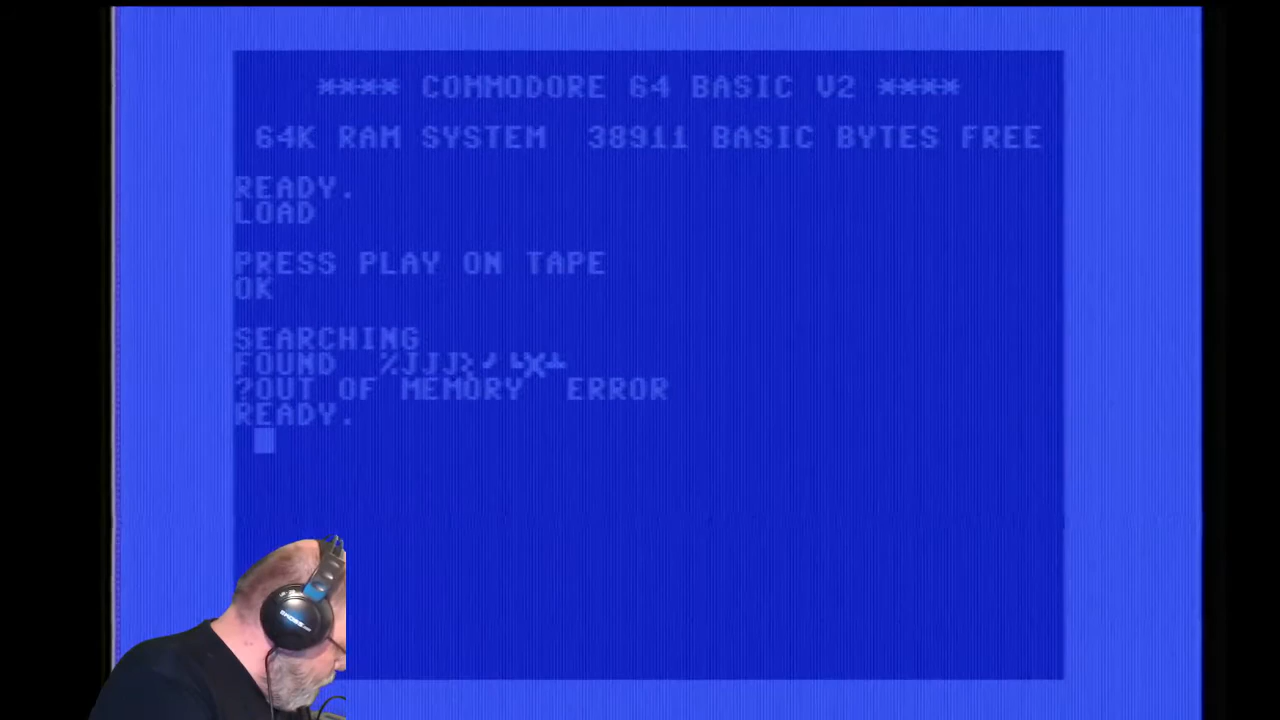 **** COMMODORE 64 BASIC V2 ****
64K RAM SYSTEM  38911 BASIC BYTES FREE
READY.
LOAD
PRESS PLAY ON TAPE
OK
SEARCHING
FOUND
?OUT OF MEMORY  ERROR
READY.